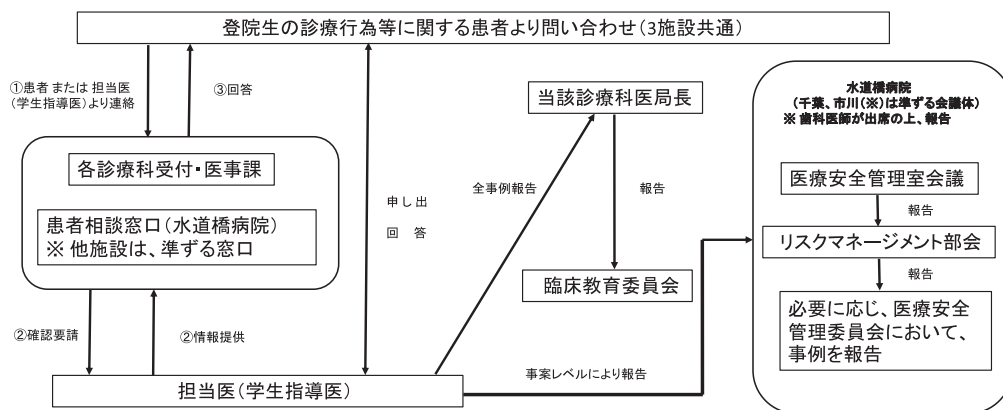 登院生の診療行為等に関する患者より問い合わせ(3施設共通)
①患者 または 担当医
(学生指導医)より連絡
③回答
各診療科受付・医事課
患者相談窓口(水道橋病院)
※ 他施設は、準ずる窓口
②確認要請
②情報提供
担当医(学生指導医)
申 し 出
回 答
全事例報告
当該診療科医局長
報告
臨床教育委員会
事案レベルにより報告
水道橋病院
(千葉、市川(※)は準ずる会議体)
※ 歯科医師が出席の上、報告
医療安全管理室会議
報告
リスクマネージメント部会
報告
必要に応じ、医療安全
管理委員会において、
事例を報告